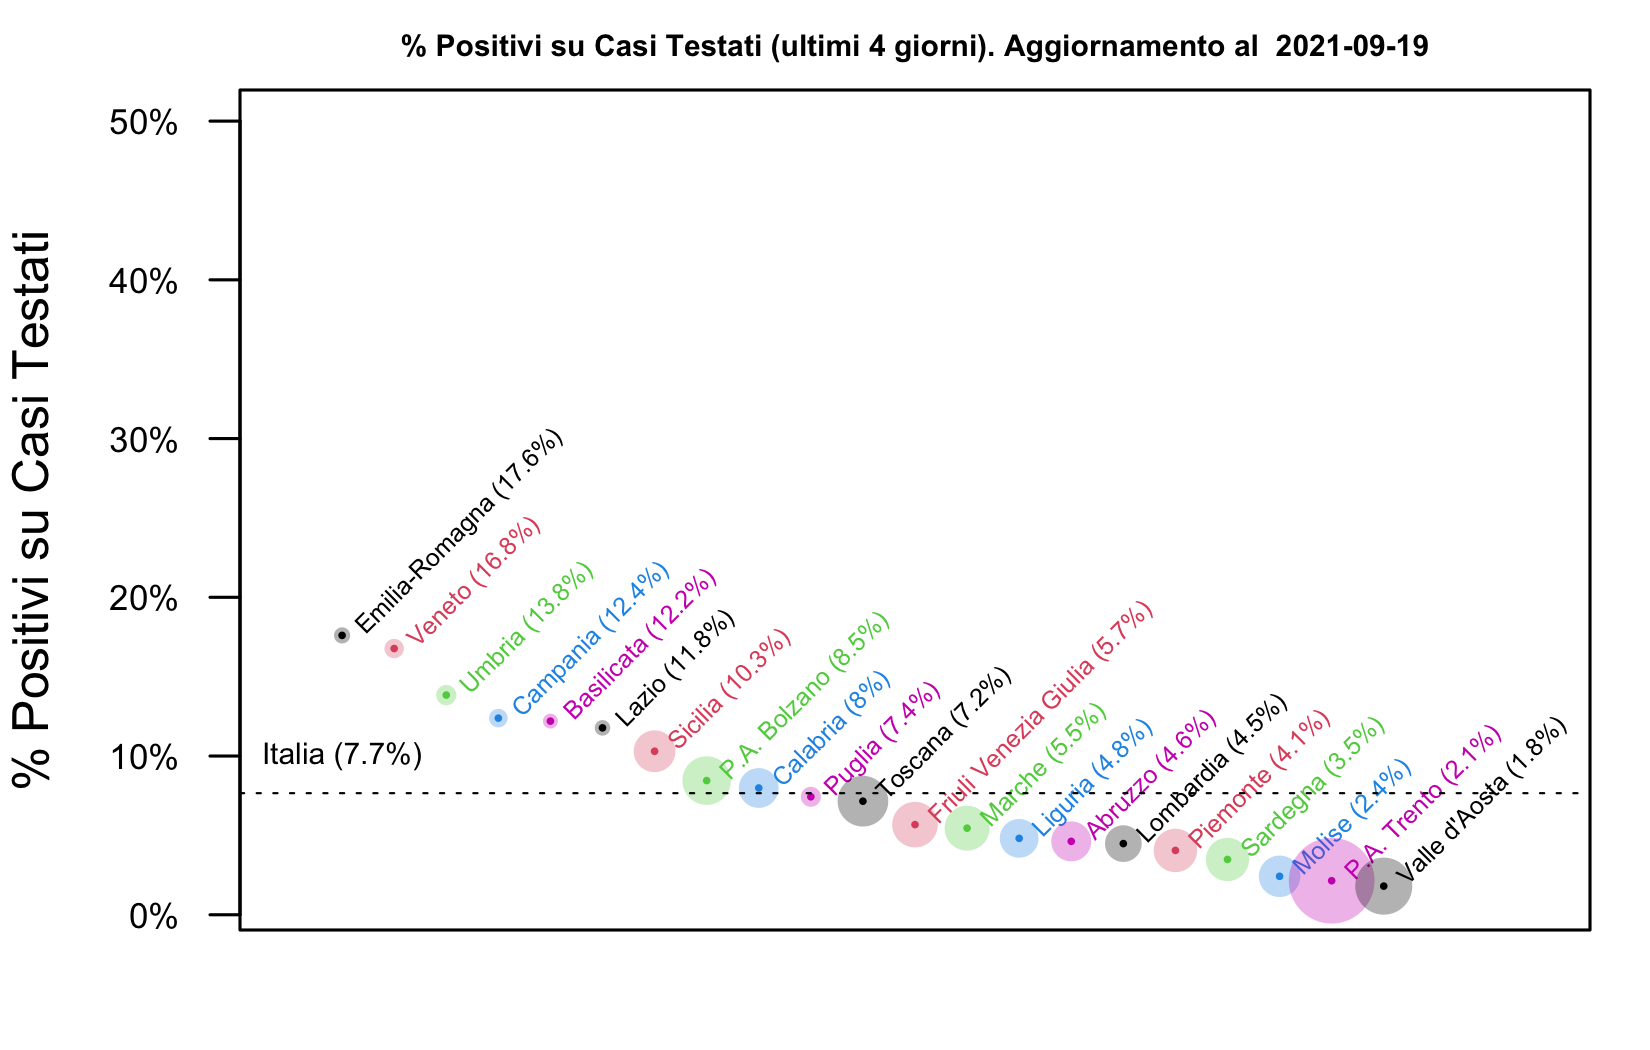 % Positivi su Casi Testati (ultimi 4 giorni). Aggiornamento al  2021-09-19
% Positivi su Casi Testati
50%
40%
30%
20%
10%
0%
Italia (7.7%)
Emilia-Romagna (17.6%)
Veneto (16.8%)
Umbria (13.8%)
Campania (12.4%)
Basilicata (12.2%)
Lazio (11.8%)
Sicilia (10.3%)
P.A. Bolzano (8.5%)
Calabria (8%)
Puglia (7.4%)
Toscana (7.2%)
Friuli Venezia Giulia (5.7%)
Marche (5.5%)
Liguria (4.8%)
Abruzzo (4.6%)
Lombardia (4.5%)
Piemonte (4.1%)
Sardegna (3.5%)
Molise (2.4%)
P.A. Trento (2.1%)
Valle d'Aosta (1.8%)